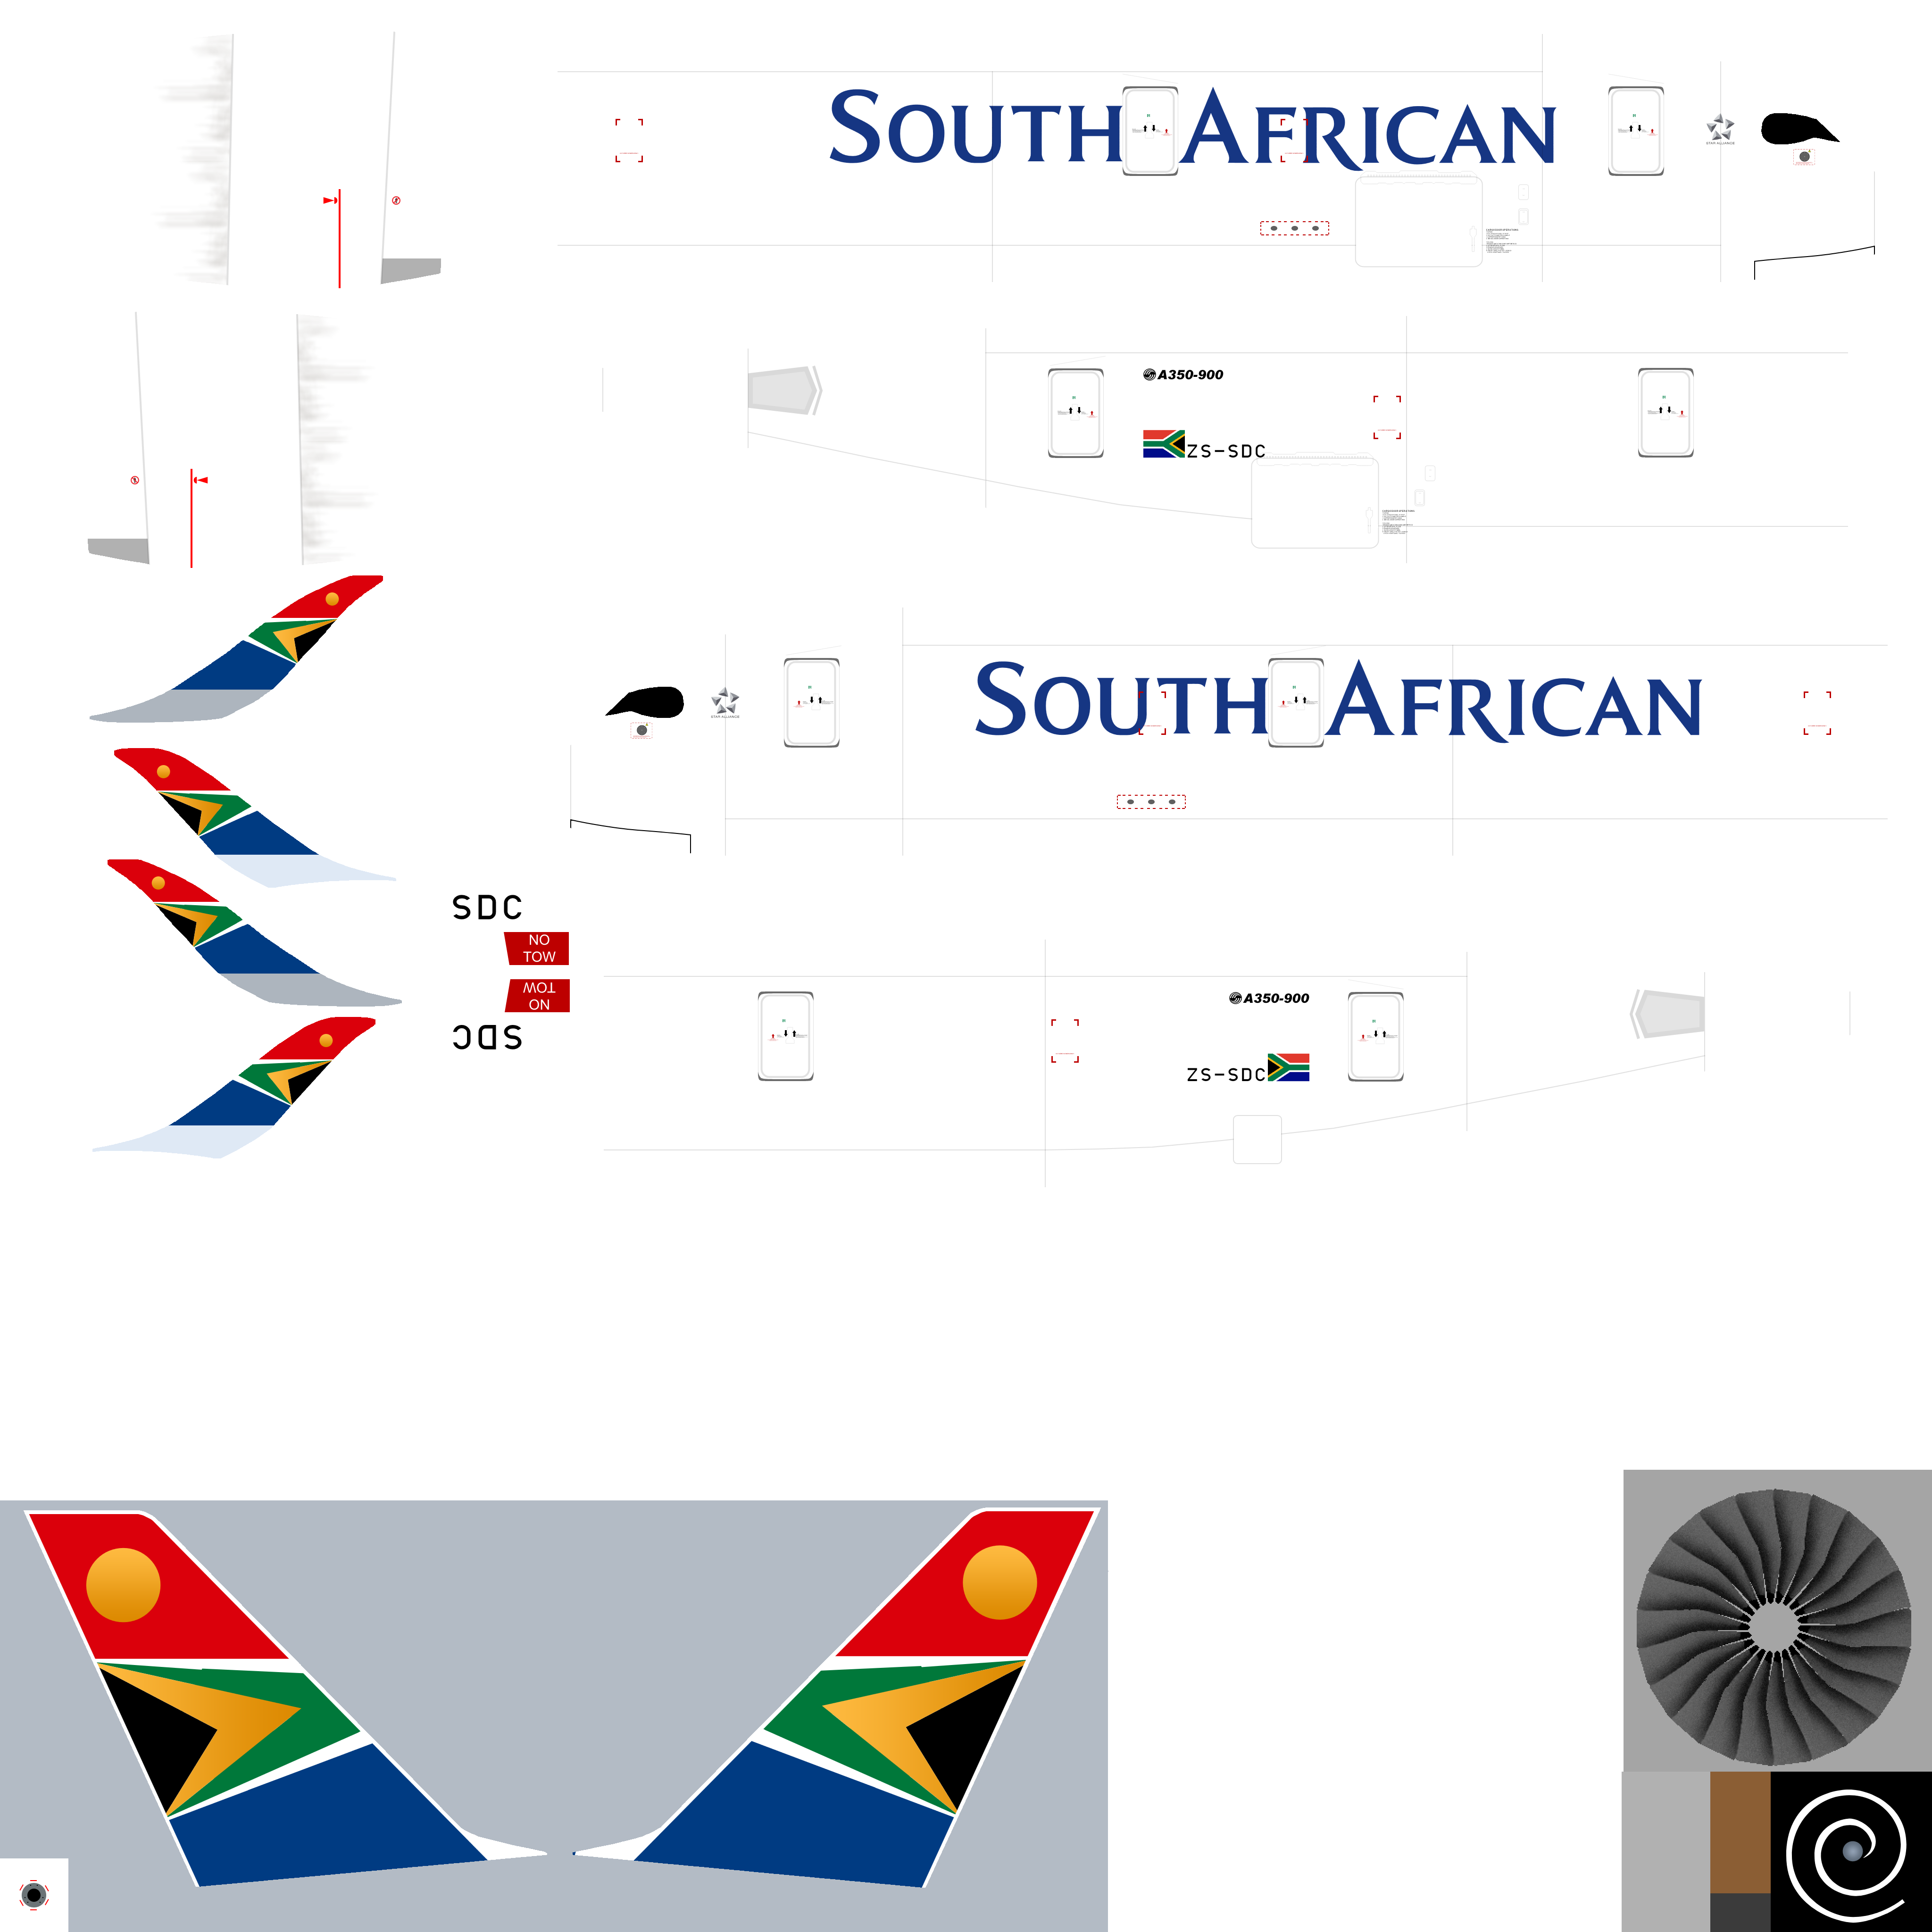 SOUTH AFRICAN
STAR ALLIANCE
A350-900
ZS-SDC
SOUTH AFRICAN
STAR ALLIANCE
SDC
NO
TOW
NO
TOW
SDC
A350-900
ZS-SDC